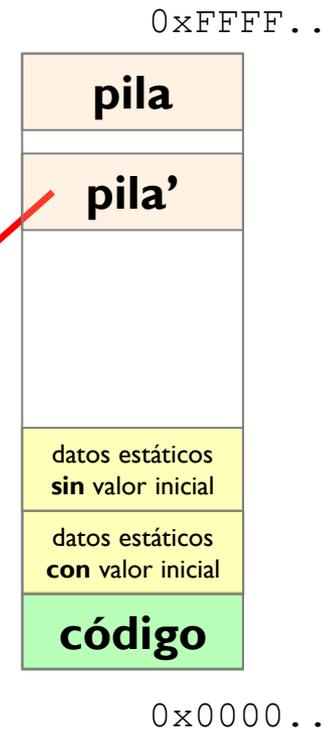 0xFFFF..
pila
pila’
datos estáticos
sin valor inicial
datos estáticos
con valor inicial
código
0x0000..